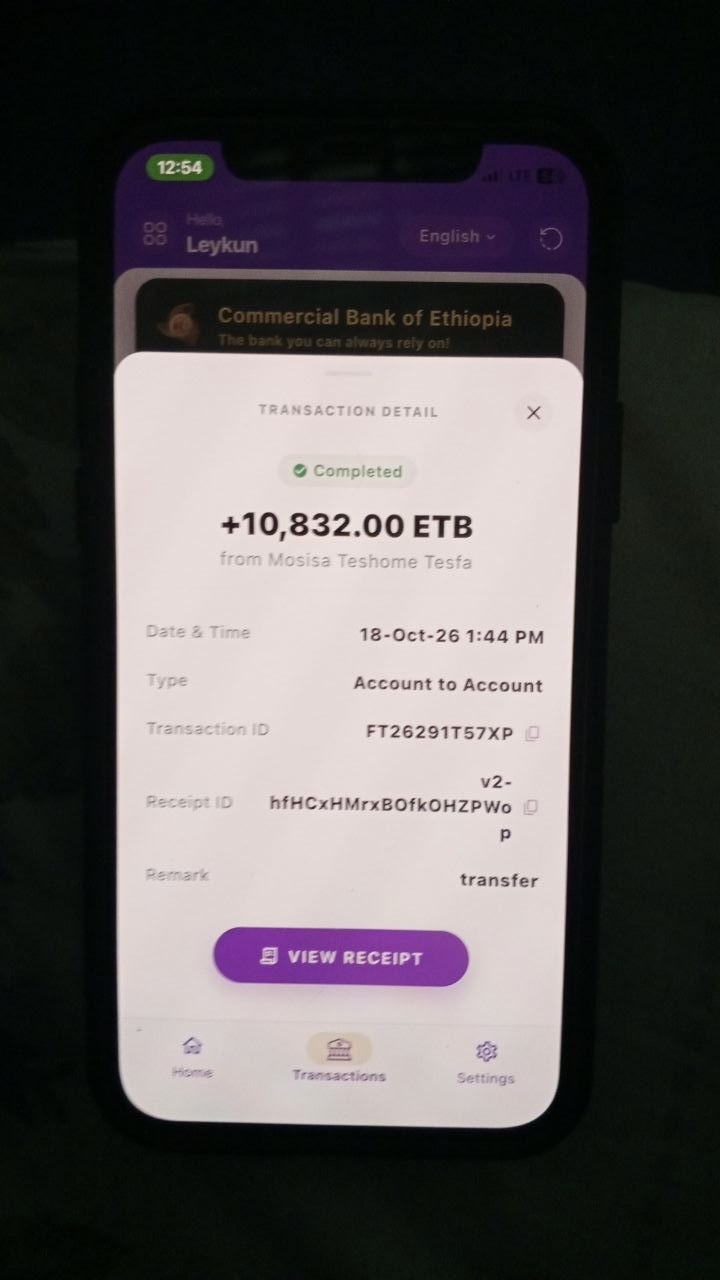 12:54
LTE
Hello,
Leykun
English
Commercial Bank of Ethiopia
The bank you can always rely on!
TRANSACTION DETAIL
Completed
+10,832.00 ETB
from Mosisa Teshome Tesfa
Date & Time 18-Oct-26 1:44 PM
Type Account to Account
Transaction ID FT26291T57XP
v2-
Receipt ID hfHCxHMrxBOfkOHZPWo
p
Remark transfer
VIEW RECEIPT
Home Transactions Settings